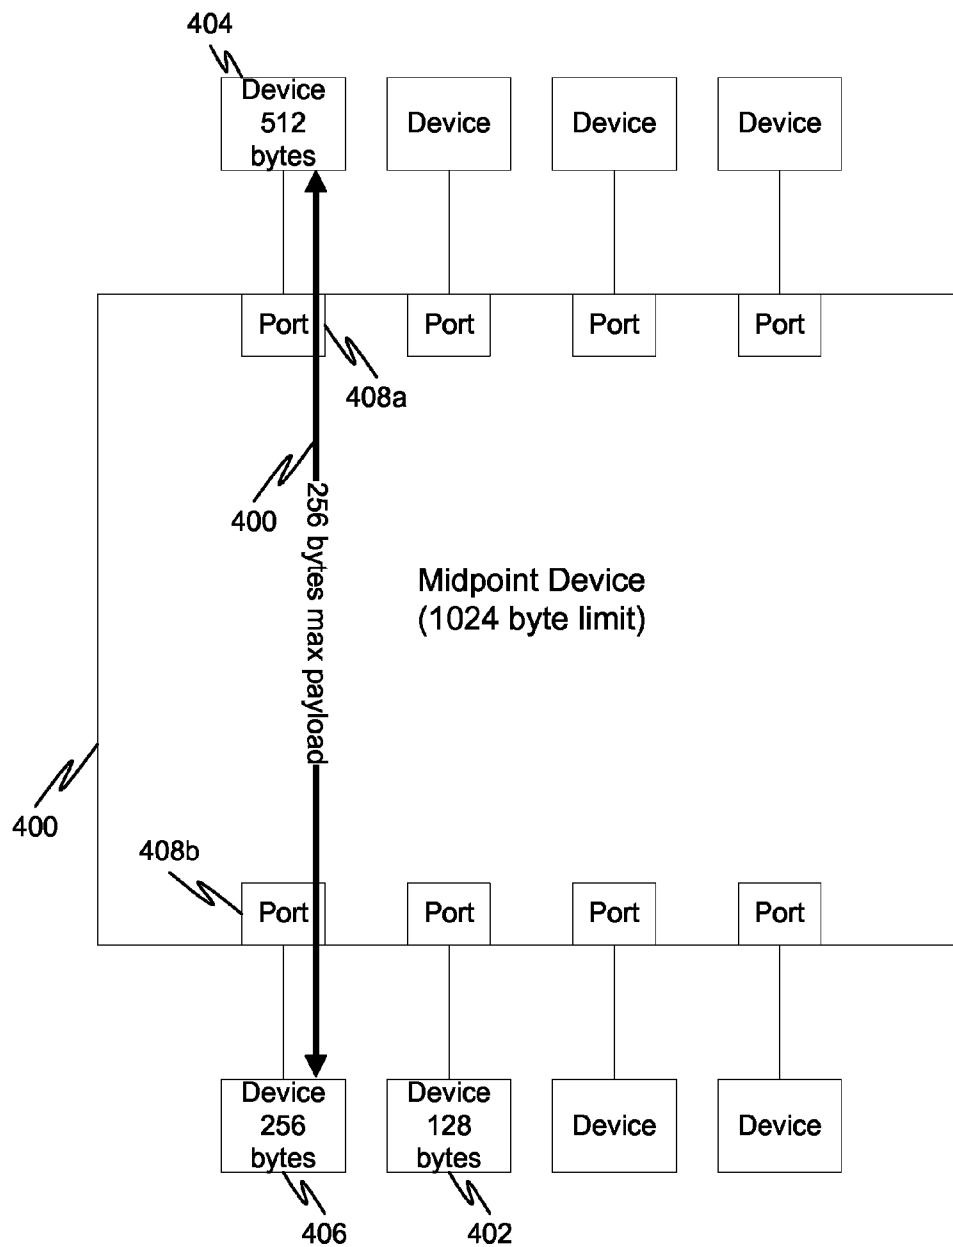 404
Device
512
bytes
Device
Device
Device
Port
Port
Port
Port
408a
400
256 bytes max payload
Midpoint Device
(1024 byte limit)
400
408b
Port
Port
Port
Port
Device
256
bytes
Device
128
bytes
Device
Device
406
402